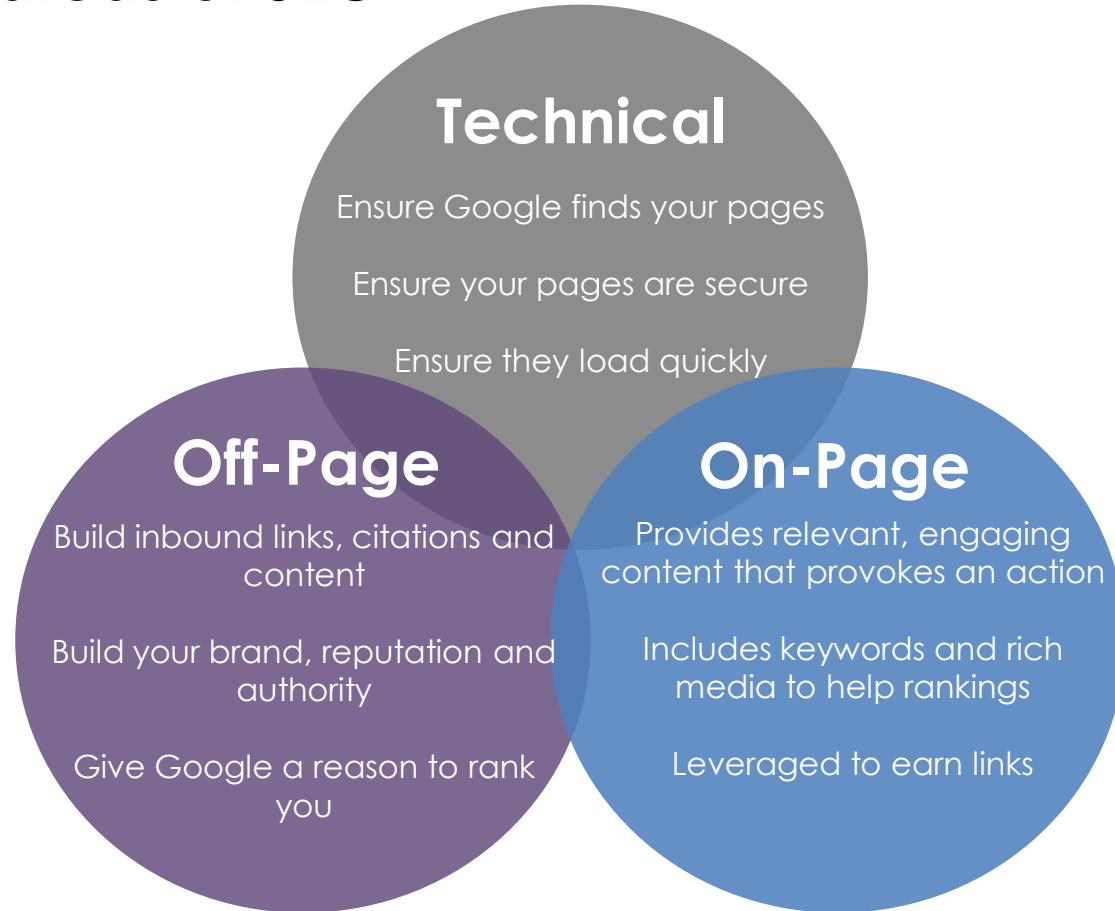 Technical
Ensure Google finds your pages
Ensure your pages are secure
Ensure they load quickly
Off-Page
Build inbound links, citations and
content
Build your brand, reputation and
authority
Give Google a reason to rank
you
On-Page
Provides relevant, engaging
content that provokes an action
Includes keywords and rich
media to help rankings
Leveraged to earn links